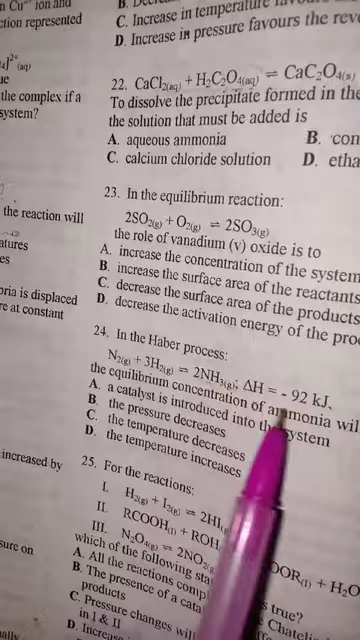 n Cu²⁺ ion and
ction represented
]²⁺(aq)
the complex if a
system?
the reaction will
atures
es
oria is displaced
re at constant
increased by
sure on
C. Increase in temperature
D. Increase in pressure favours the reve
22. CaCl₂(aq) + H₂C₂O₄(aq) ⇌ CaC₂O₄(s)
To dissolve the precipitate formed in the
the solution that must be added is
A. aqueous ammonia B. con
C. calcium chloride solution D. etha
23. In the equilibrium reaction:
2SO₂(g) + O₂(g) ⇌ 2SO₃(g)
the role of vanadium (v) oxide is to
A. increase the concentration of the system
B. increase the surface area of the reactants
C. decrease the surface area of the products
D. decrease the activation energy of the pro
24. In the Haber process:
N₂(g) + 3H₂(g) ⇌ 2NH₃(g); ΔH = - 92 kJ,
the equilibrium concentration of ammonia wil
A. a catalyst is introduced into the system
B. the pressure decreases
C. the temperature decreases
D. the temperature increases
25. For the reactions:
I. H₂(g) + I₂(g) ⇌ 2HI
II. RCOOH(l) + ROH OOR(l) + H₂O
III. N₂O₄(g) ⇌ 2NO₂(g
which of the following sta s true?
A. All the reactions comp Chateli
B. The presence of a cata
products
C. Pressure changes will
in I & II
D. Increase